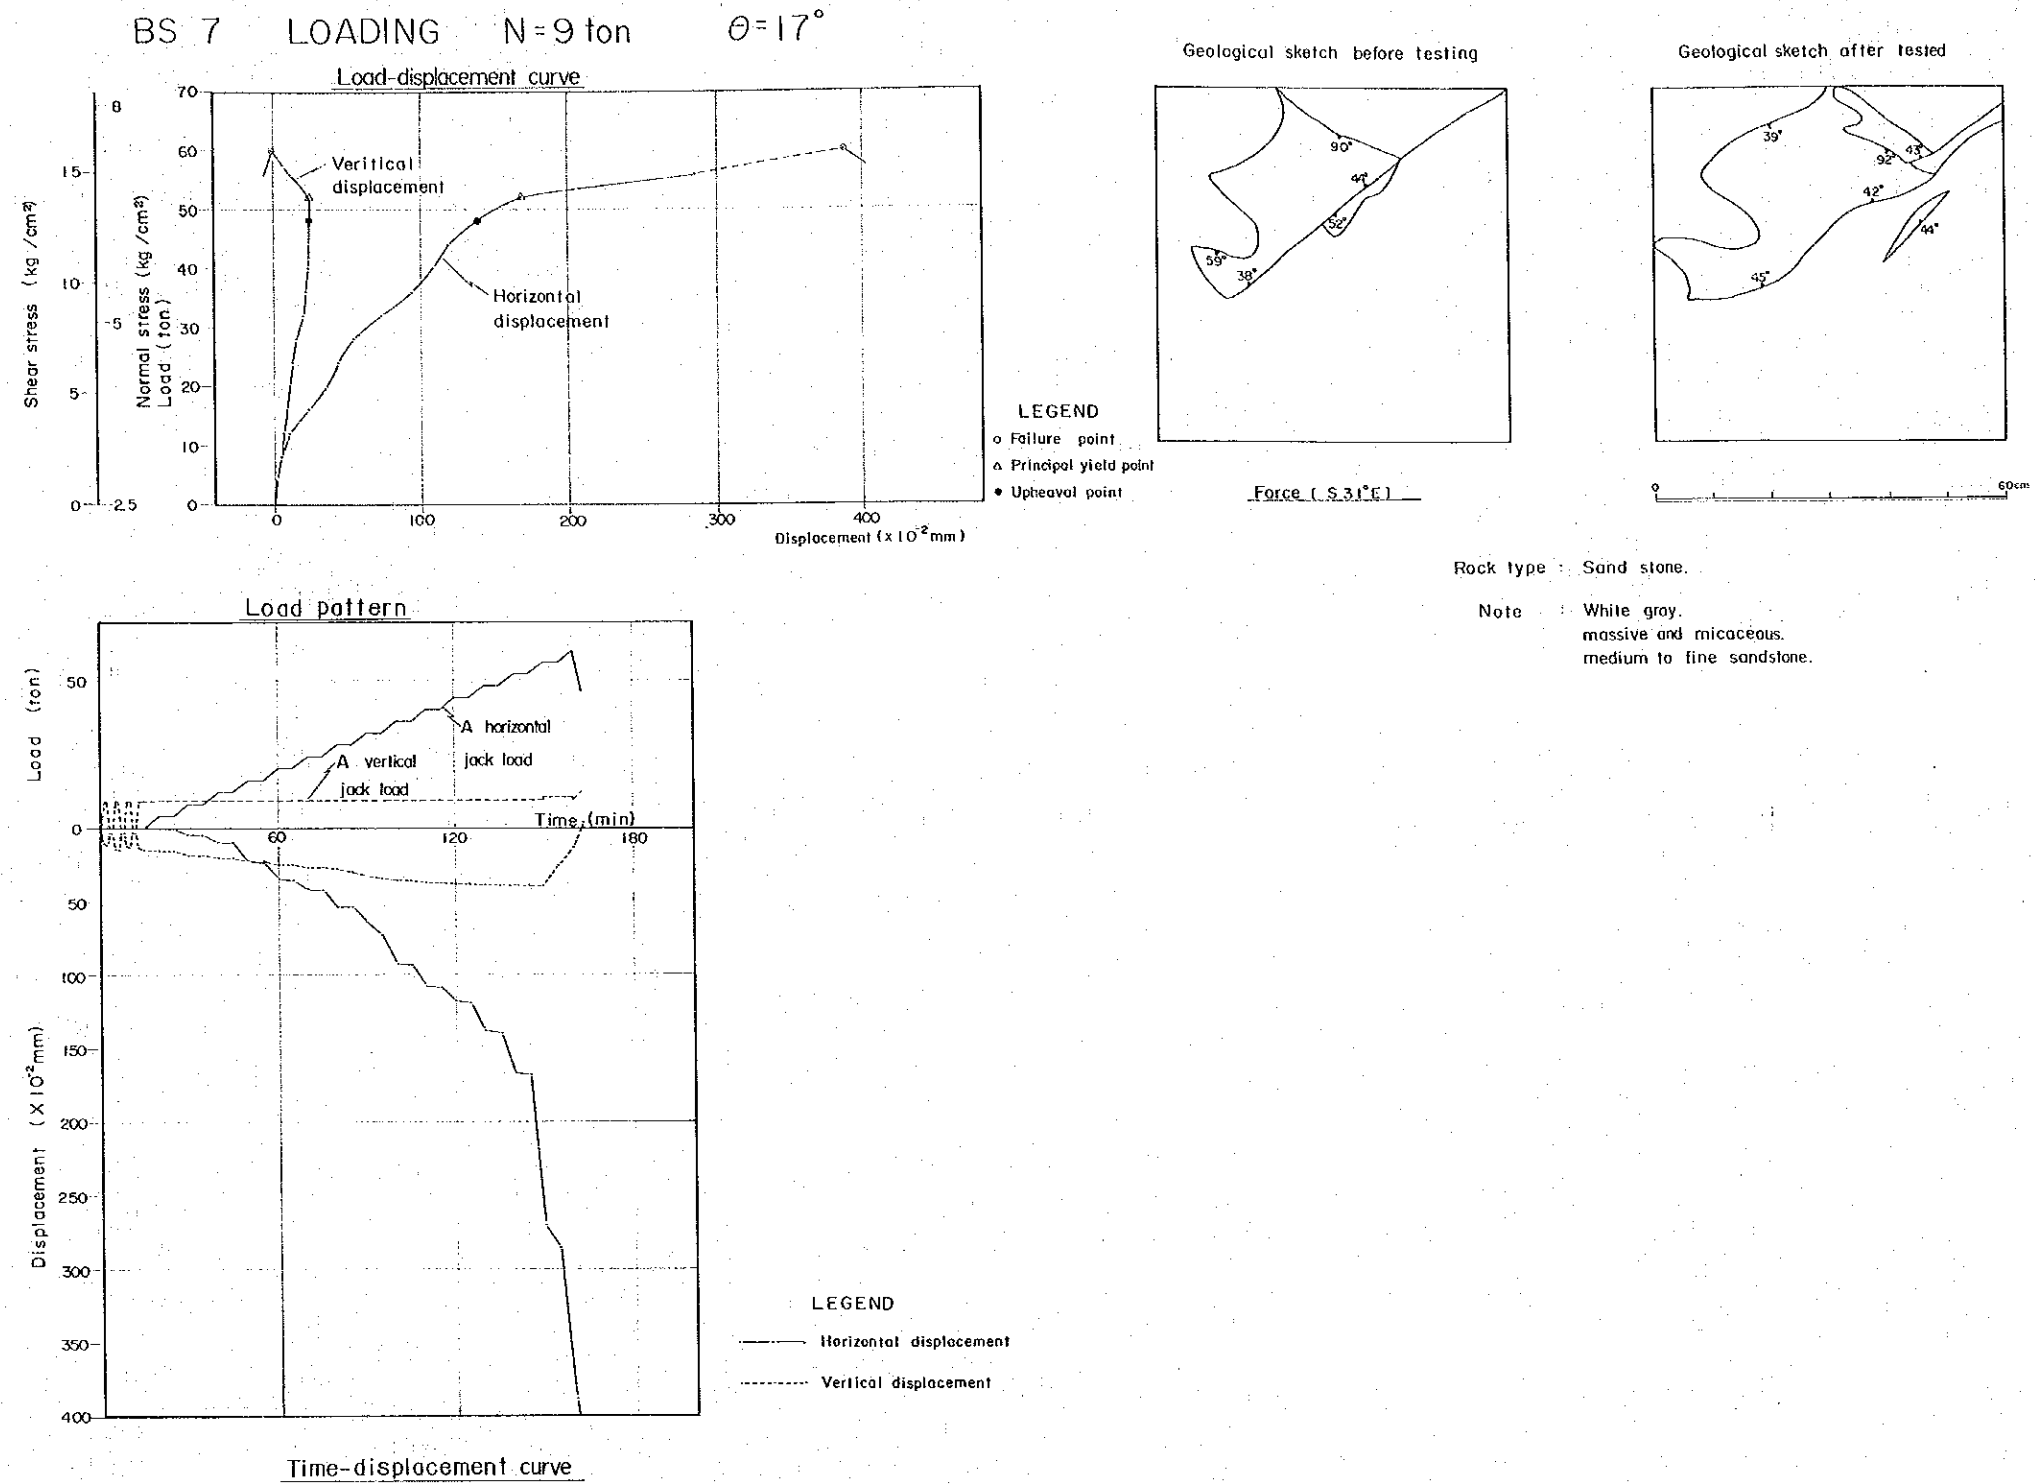 BS 7 LOADING N=9 ton θ=17°
Load-displacement curve
Shear stress (kg/cm²)
Normal stress (kg/cm²)
Load (ton)
15
10
5
0
8
5
2.5
70
60
50
40
30
20
10
0
Veritical
displacement
Horizontal
displacement
0 100 200 300 400
Displacement (x10⁻²mm)
LEGEND
○ Failure point
△ Principal yield point
● Upheaval point
Geological sketch before testing
90°
44°
52°
59°
38°
Force ( S31°E )
Geological sketch after tested
39°
43°
92°
42°
44°
45°
0 60cm
Rock type : Sand stone.
Note : White gray.
massive and micaceous.
medium to fine sandstone.
Load pattern
Load (ton)
50
0
A horizontal
jack load
A vertical
jack load
Time (min)
60 120 180
Displacement (X10⁻²mm)
50
100
150
200
250
300
350
400
LEGEND
Horizontal displacement
Vertical displacement
Time-displacement curve